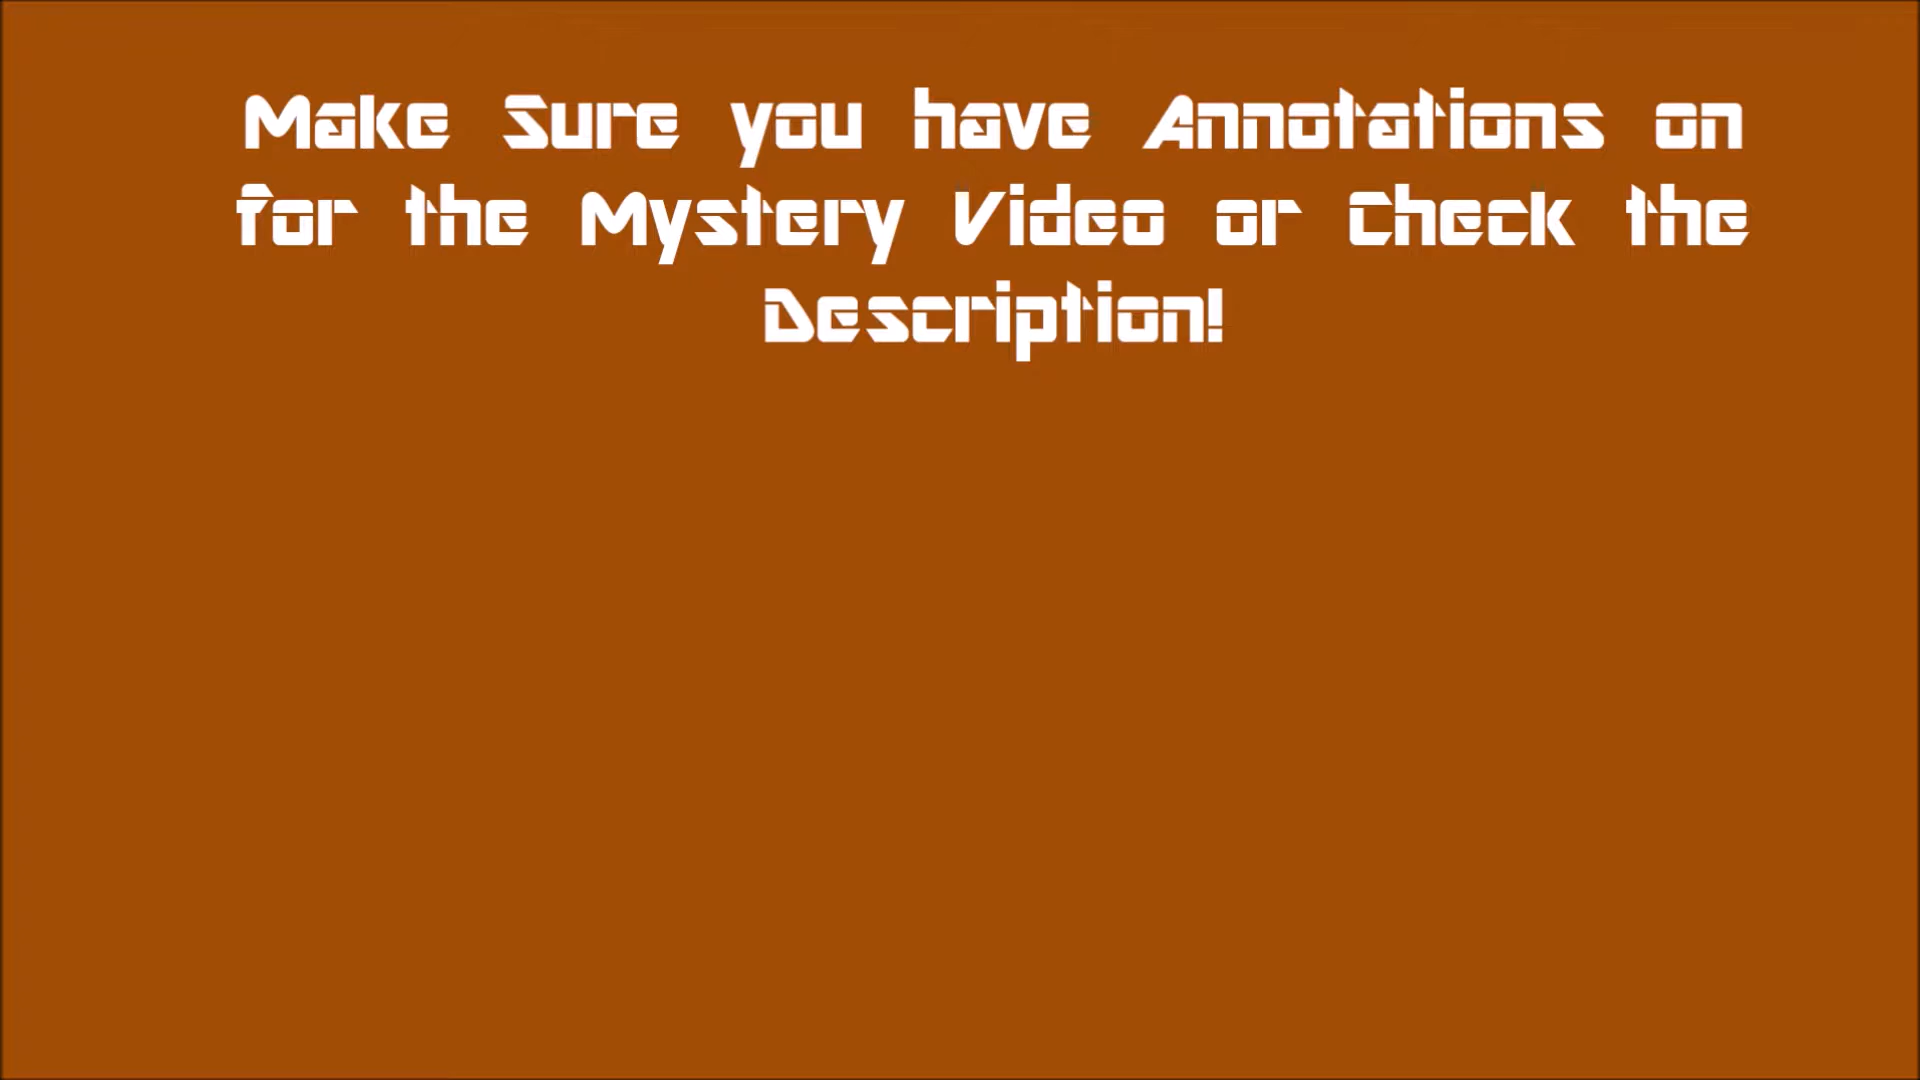 Make Sure you have Annotations on
for the Mystery Video or Check the
Description!